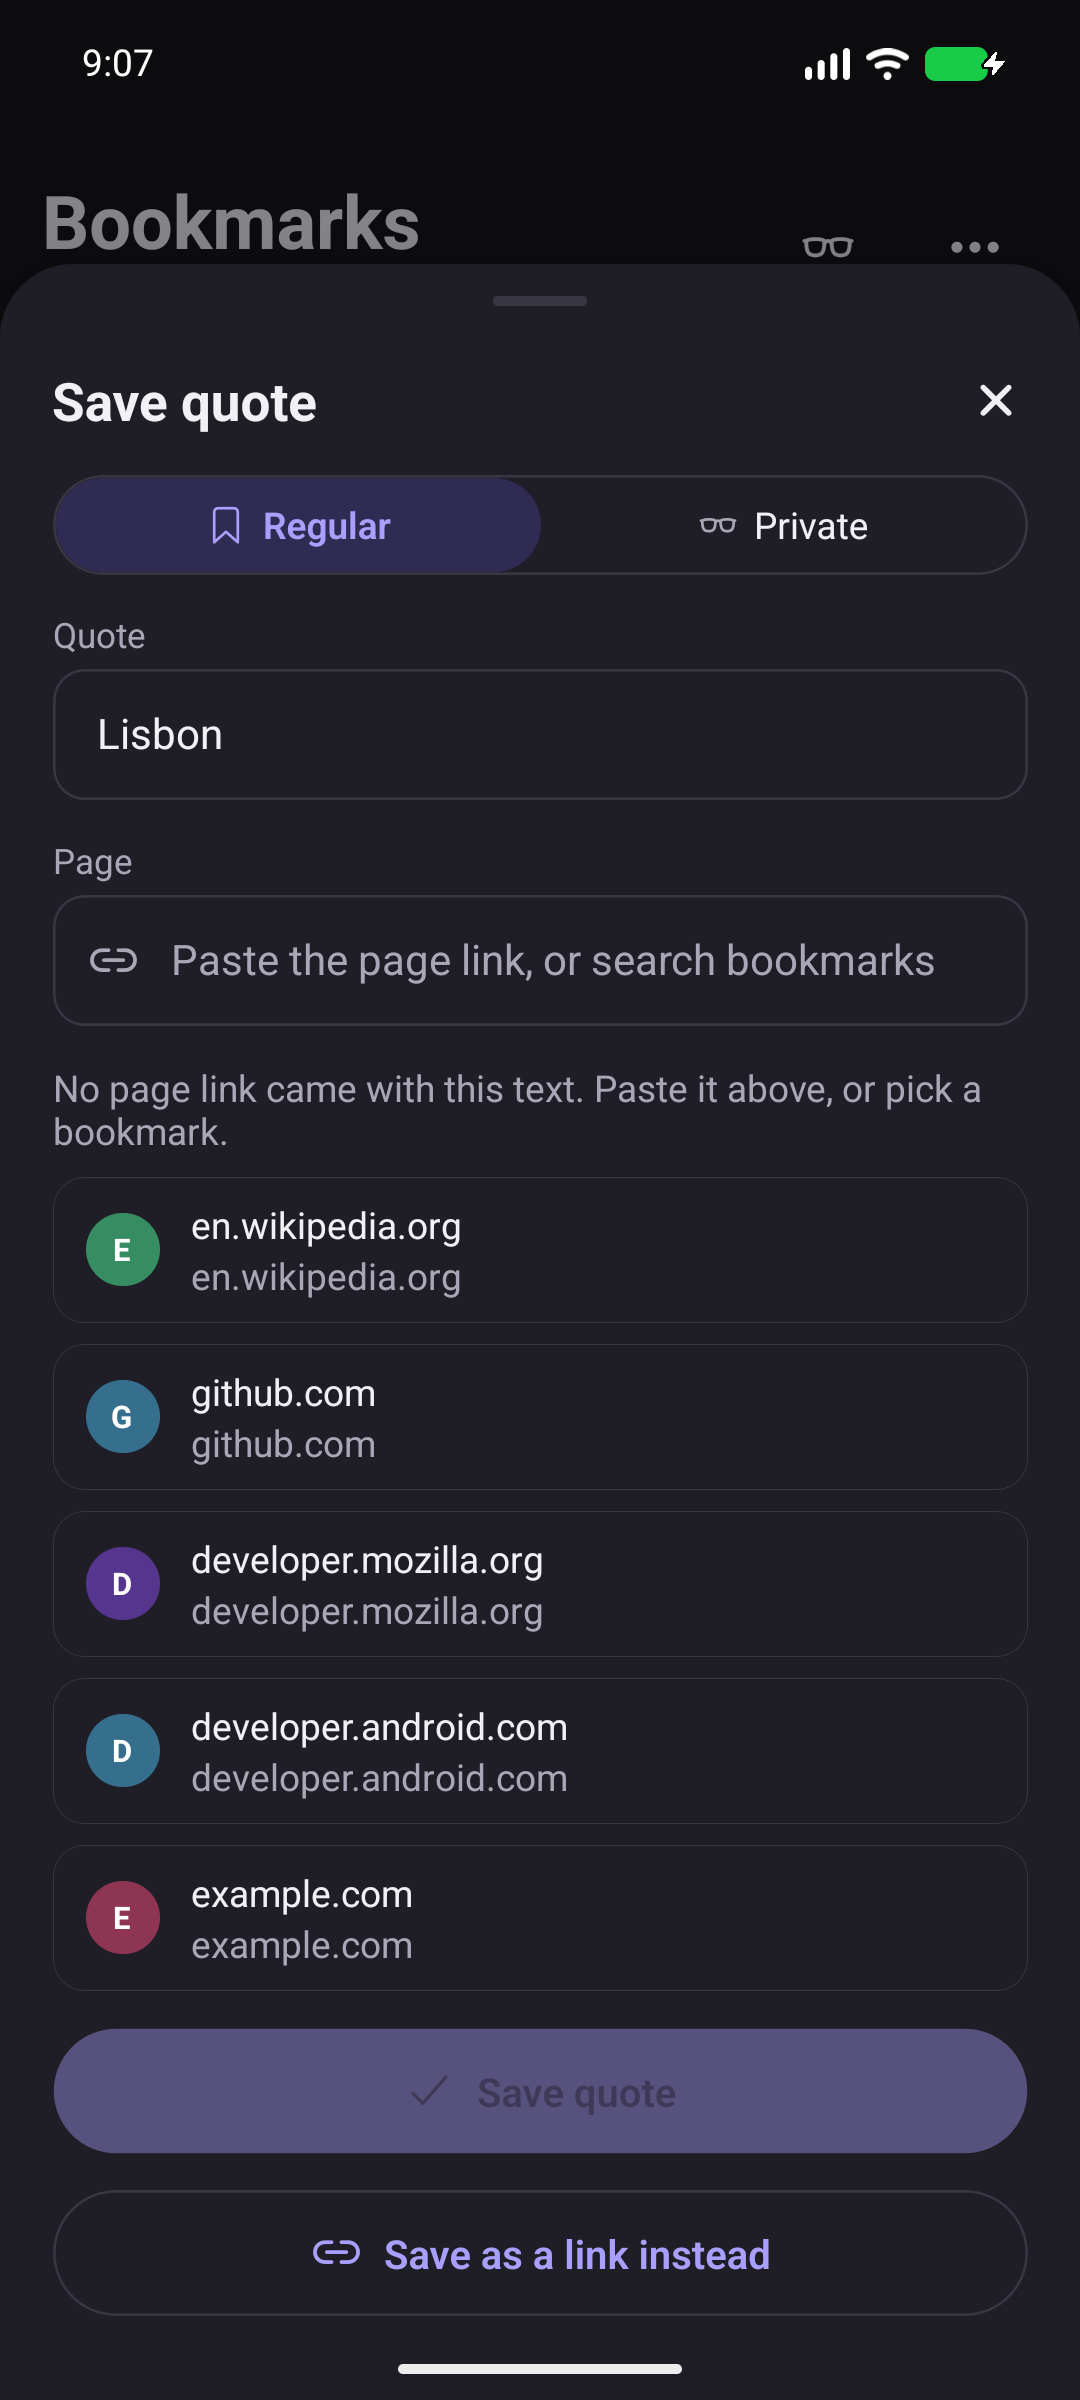 9:07
Bookmarks
Save quote
Regular
Private
Quote
Lisbon
Page
Paste the page link, or search bookmarks
No page link came with this text. Paste it above, or pick a
bookmark.
E
en.wikipedia.org
en.wikipedia.org
G
github.com
github.com
D
developer.mozilla.org
developer.mozilla.org
D
developer.android.com
developer.android.com
E
example.com
example.com
Save quote
Save as a link instead